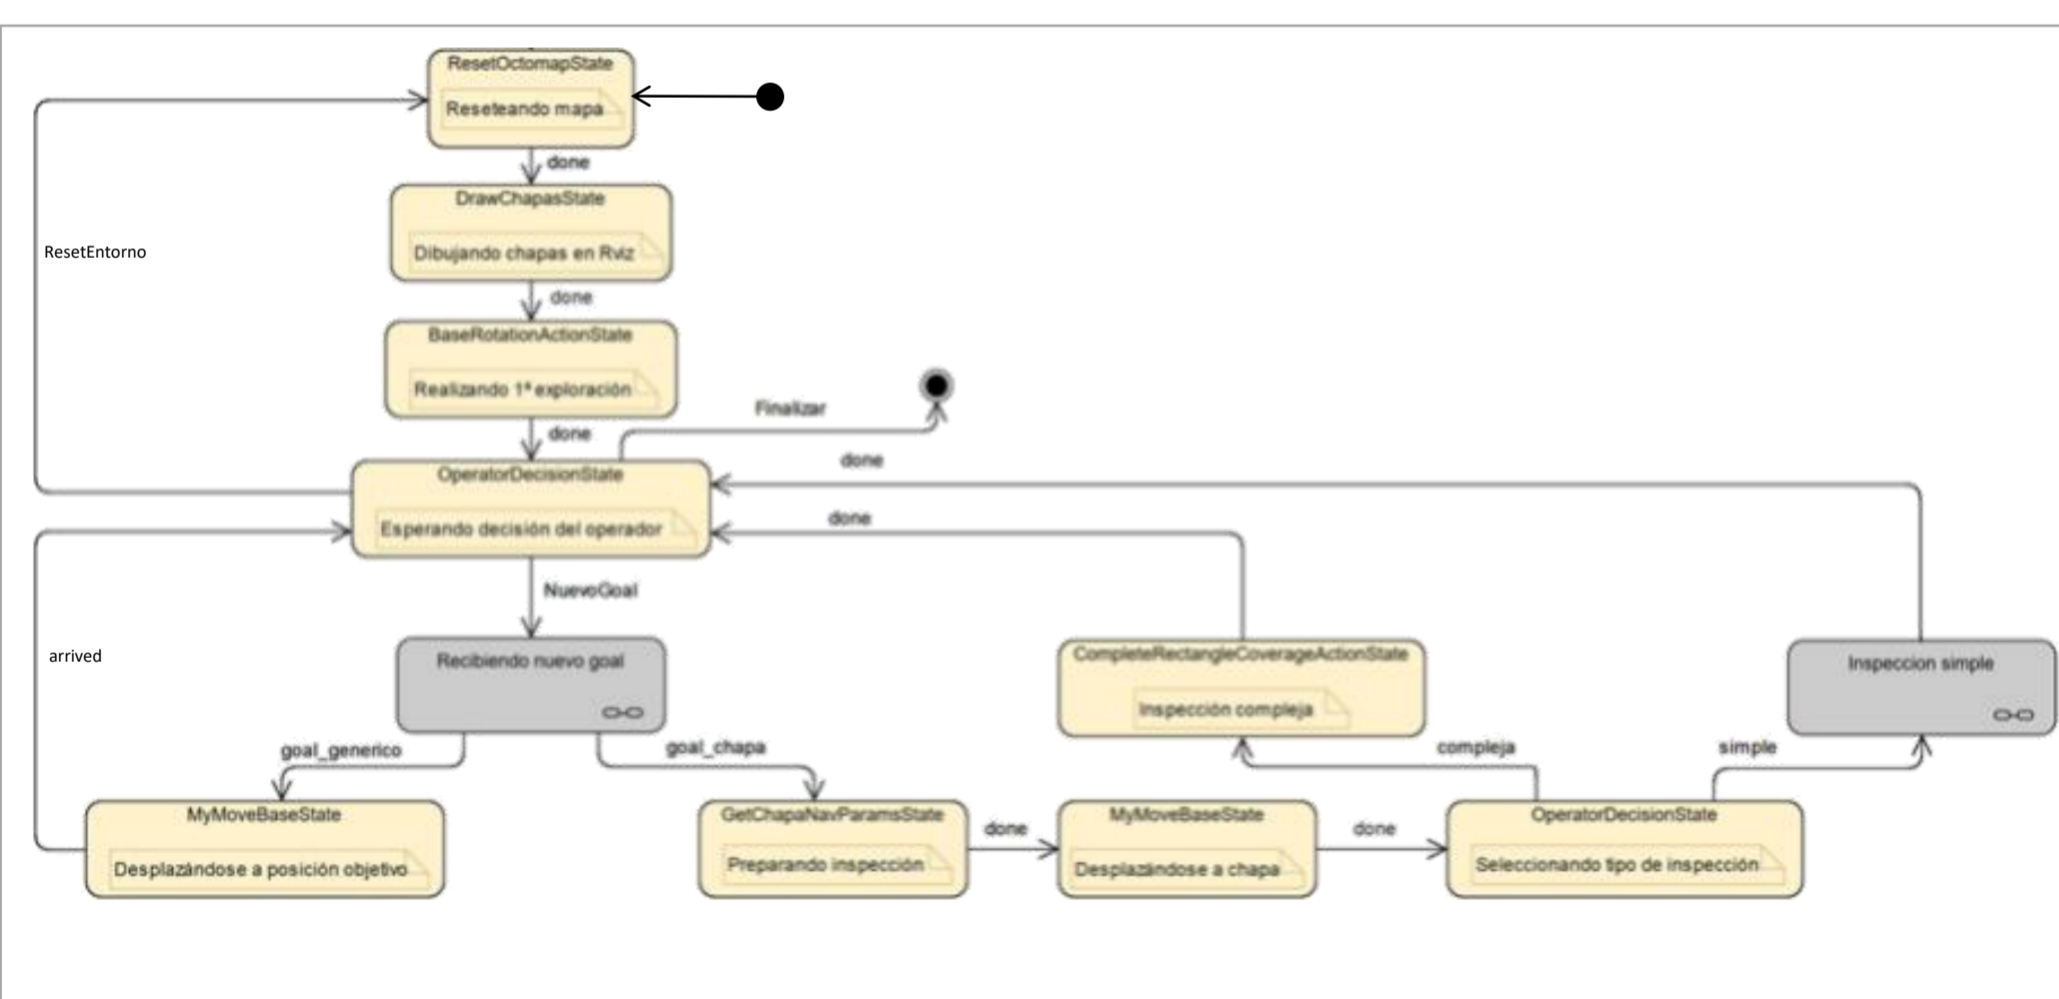 ResetOctomapState
Reseteando mapa
done
DrawChapasState
ResetEntorno
Dibujando chapas en Rviz
done
BaseRotationActionState
Realizando 1ª exploración
Finalizar
done
done
OperatorDecisionState
Esperando decisión del operador
done
NuevoGoal
arrived
Recibiendo nuevo goal
CompleteRectangleCoverageActionState
Inspección compleja
Inspeccion simple
goal_generico
goal_chapa
compleja
simple
MyMoveBaseState
Desplazándose a posición objetivo
GetChapaNavParamsState
Preparando inspección
done
MyMoveBaseState
Desplazándose a chapa
done
OperatorDecisionState
Seleccionando tipo de inspección